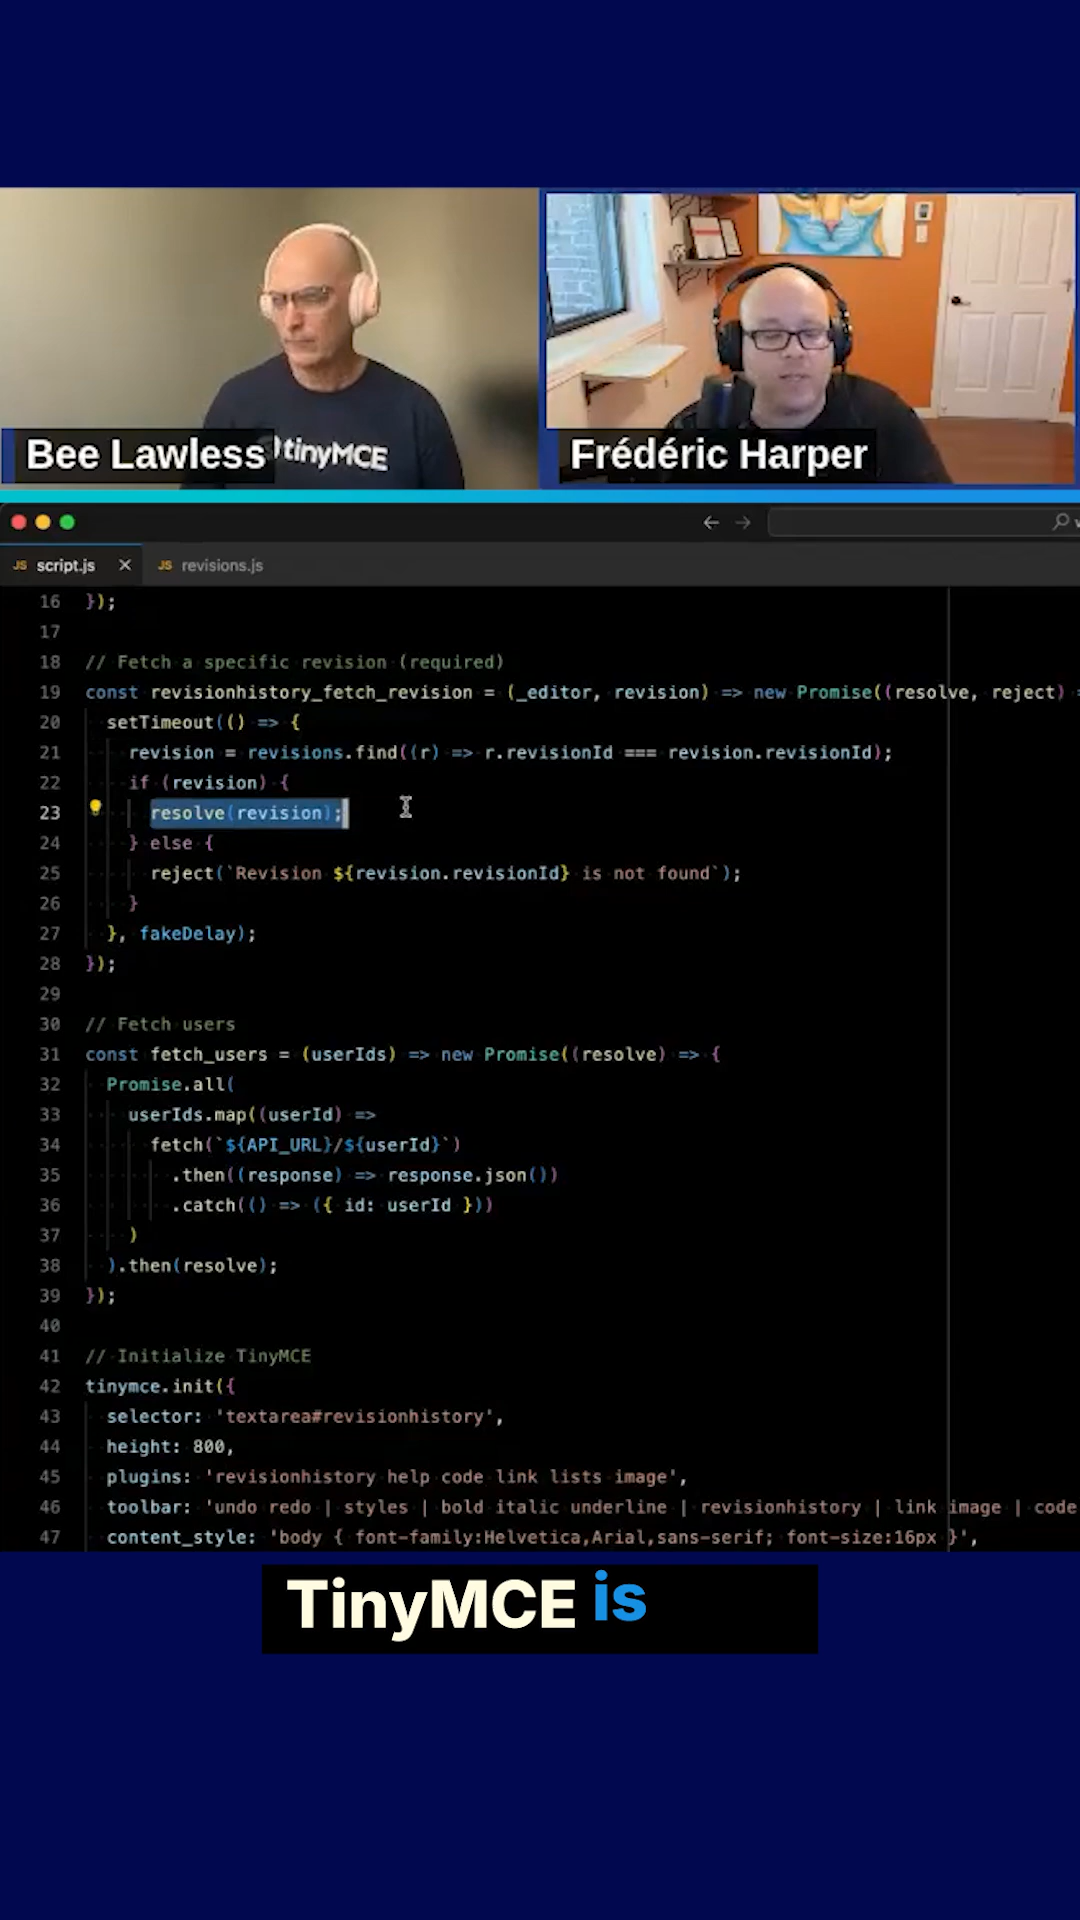 tinyMCE
Bee Lawless
Frédéric Harper
JS script.js
JS revisions.js
16 });
17
18 // Fetch a specific revision (required)
19 const revisionhistory_fetch_revision = (_editor, revision) => new Promise((resolve, reject)
20 setTimeout(() => {
21 revision = revisions.find((r) => r.revisionId === revision.revisionId);
22 if (revision) {
23 resolve(revision);
24 } else {
25 reject(`Revision ${revision.revisionId} is not found`);
26 }
27 }, fakeDelay);
28 });
29
30 // Fetch users
31 const fetch_users = (userIds) => new Promise((resolve) => {
32 Promise.all(
33 userIds.map((userId) =>
34 fetch(`${API_URL}/${userId}`)
35 .then((response) => response.json())
36 .catch(() => ({ id: userId }))
37 )
38 ).then(resolve);
39 });
40
41 // Initialize TinyMCE
42 tinymce.init({
43 selector: 'textarea#revisionhistory',
44 height: 800,
45 plugins: 'revisionhistory help code link lists image',
46 toolbar: 'undo redo | styles | bold italic underline | revisionhistory | link image | code
47 content_style: 'body { font-family:Helvetica,Arial,sans-serif; font-size:16px }',
TinyMCE is